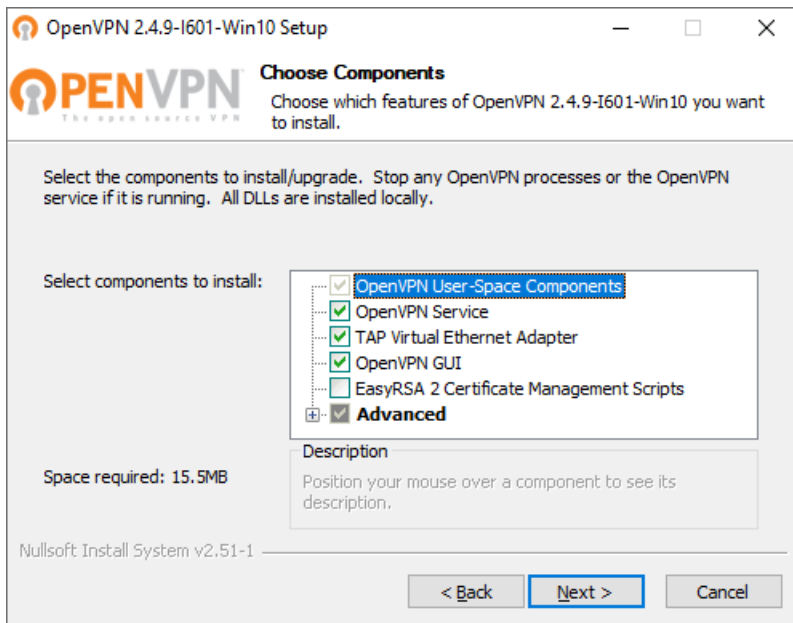 OpenVPN 2.4.9-I601-Win10 Setup
OPENVPN
The open source VPN
Choose Components
Choose which features of OpenVPN 2.4.9-I601-Win10 you want
to install.
Select the components to install/upgrade. Stop any OpenVPN processes or the OpenVPN
service if it is running. All DLLs are installed locally.
Select components to install:
OpenVPN User-Space Components
OpenVPN Service
TAP Virtual Ethernet Adapter
OpenVPN GUI
EasyRSA 2 Certificate Management Scripts
Advanced
Space required: 15.5MB
Description
Position your mouse over a component to see its
description.
Nullsoft Install System v2.51-1
< Back
Next >
Cancel